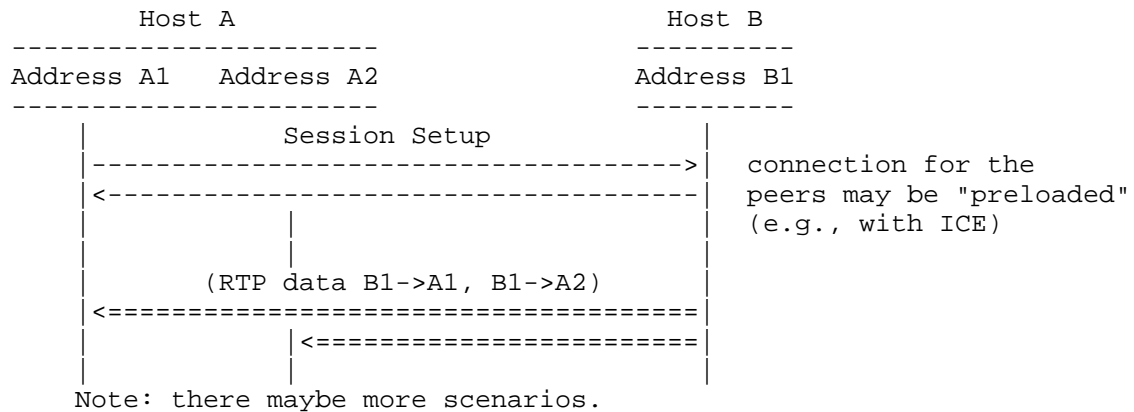 Host A Host B
----------------------- ----------
Address A1 Address A2 Address B1
----------------------- ----------
Session Setup
connection for the
peers may be "preloaded"
(e.g., with ICE)
(RTP data B1->A1, B1->A2)
Note: there maybe more scenarios.